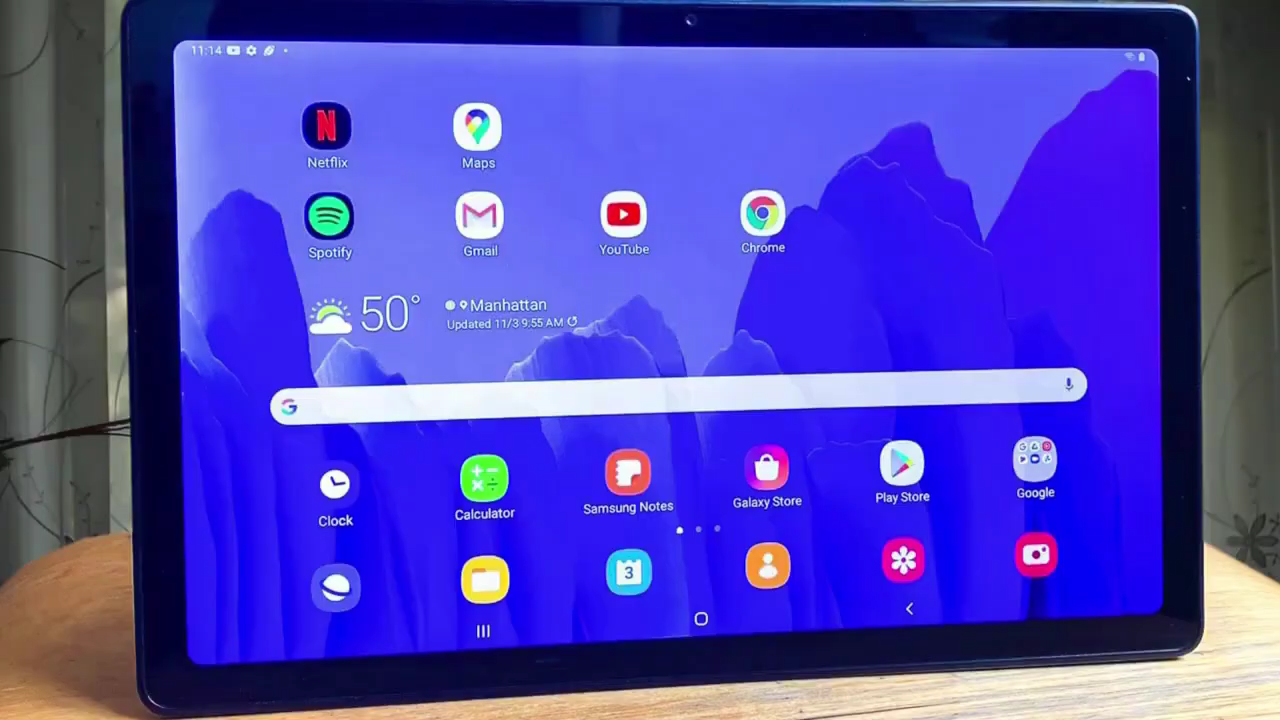 11:14
Netflix
Maps
Spotify
Gmail
YouTube
Chrome
50°
Manhattan
Updated 11/3 9:55 AM
Clock
Calculator
Samsung Notes
Galaxy Store
Play Store
Google
3